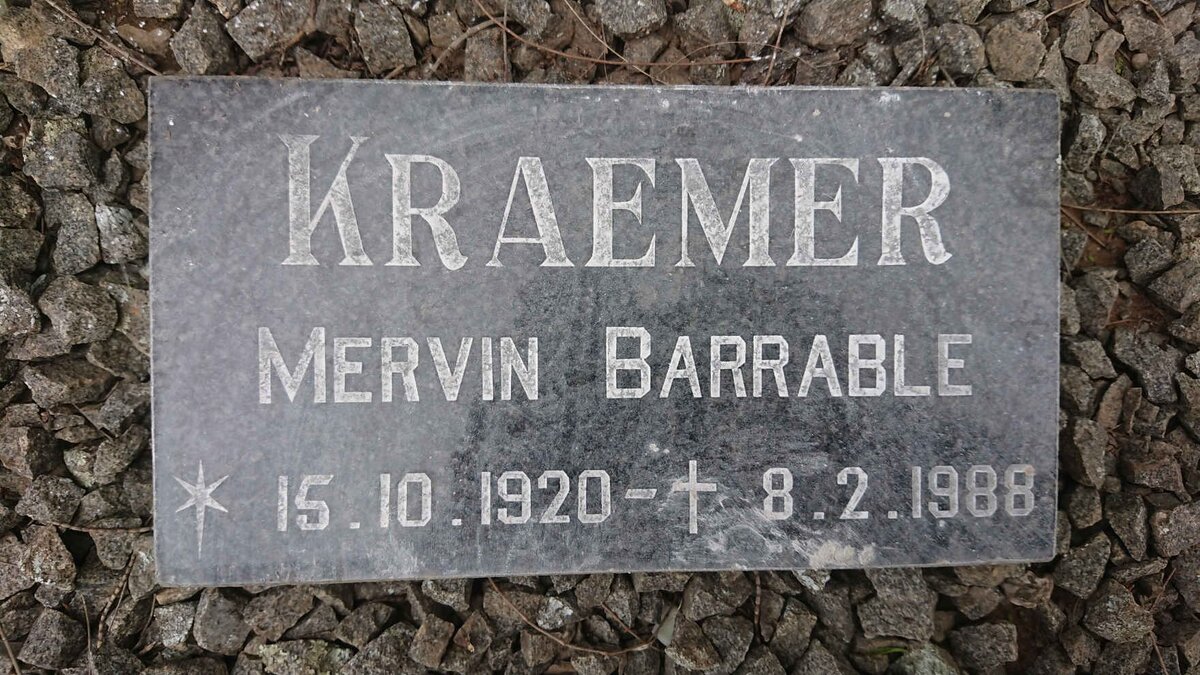 KRAEMER
MERVIN BARRABLE
* 15.10.1920 - † 8.2.1988